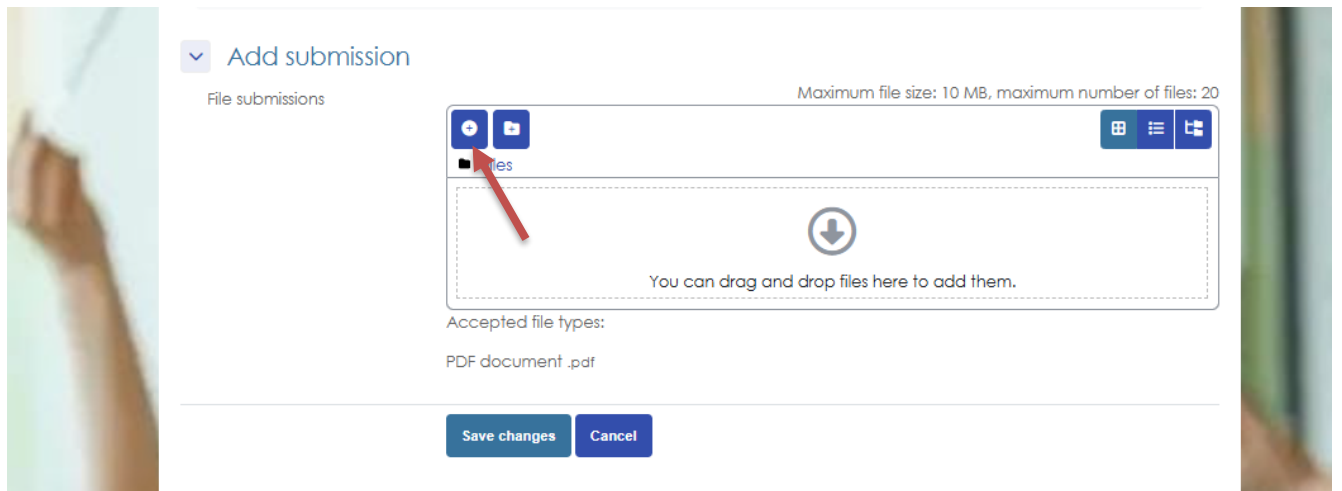 Add submission
File submissions
Maximum file size: 10 MB, maximum number of files: 20
You can drag and drop files here to add them.
Accepted file types:
PDF document .pdf
Save changes
Cancel